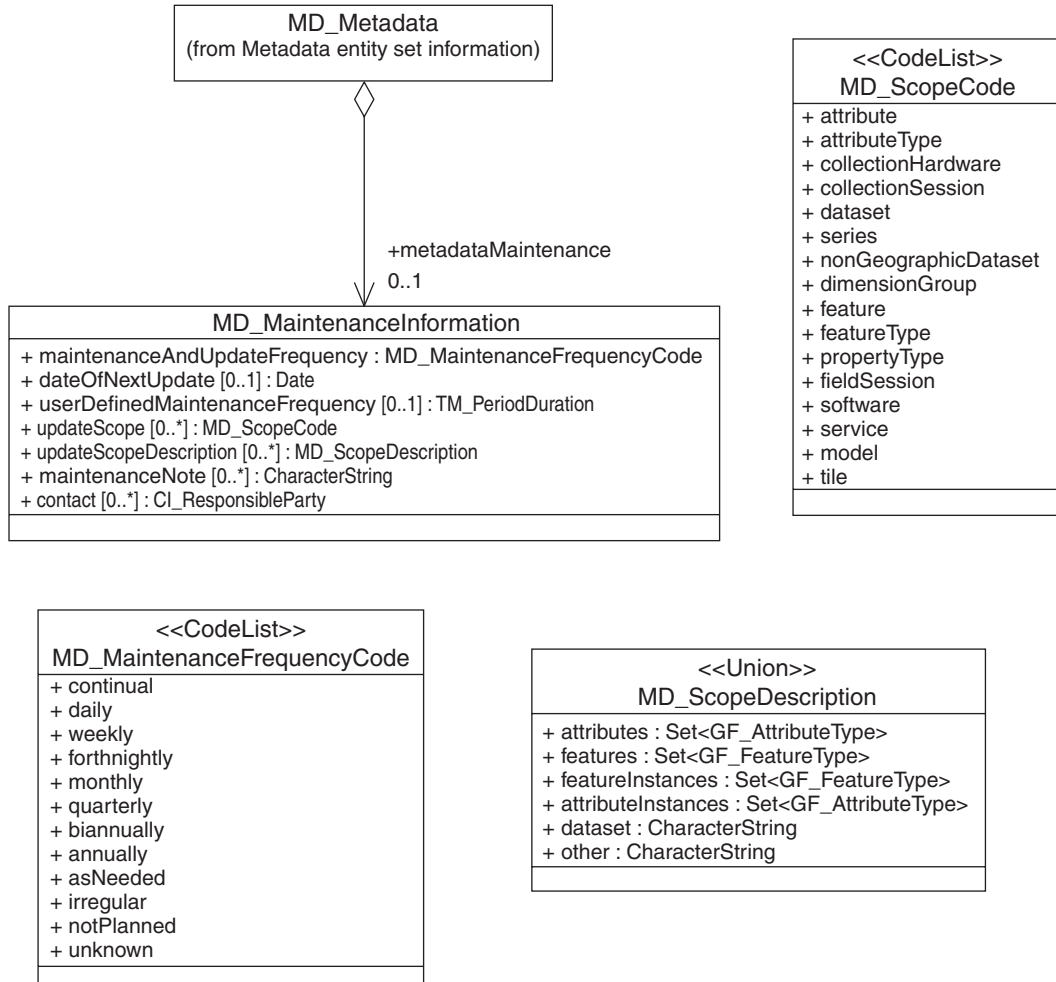 MD_Metadata
(from Metadata entity set information)
+metadataMaintenance
0..1
MD_MaintenanceInformation
+ maintenanceAndUpdateFrequency : MD_MaintenanceFrequencyCode
+ dateOfNextUpdate [0..1] : Date
+ userDefinedMaintenanceFrequency [0..1] : TM_PeriodDuration
+ updateScope [0..*] : MD_ScopeCode
+ updateScopeDescription [0..*] : MD_ScopeDescription
+ maintenanceNote [0..*] : CharacterString
+ contact [0..*] : CI_ResponsibleParty
<<CodeList>>
MD_ScopeCode
+ attribute
+ attributeType
+ collectionHardware
+ collectionSession
+ dataset
+ series
+ nonGeographicDataset
+ dimensionGroup
+ feature
+ featureType
+ propertyType
+ fieldSession
+ software
+ service
+ model
+ tile
<<CodeList>>
MD_MaintenanceFrequencyCode
+ continual
+ daily
+ weekly
+ forthnightly
+ monthly
+ quarterly
+ biannually
+ annually
+ asNeeded
+ irregular
+ notPlanned
+ unknown
<<Union>>
MD_ScopeDescription
+ attributes : Set<GF_AttributeType>
+ features : Set<GF_FeatureType>
+ featureInstances : Set<GF_FeatureType>
+ attributeInstances : Set<GF_AttributeType>
+ dataset : CharacterString
+ other : CharacterString